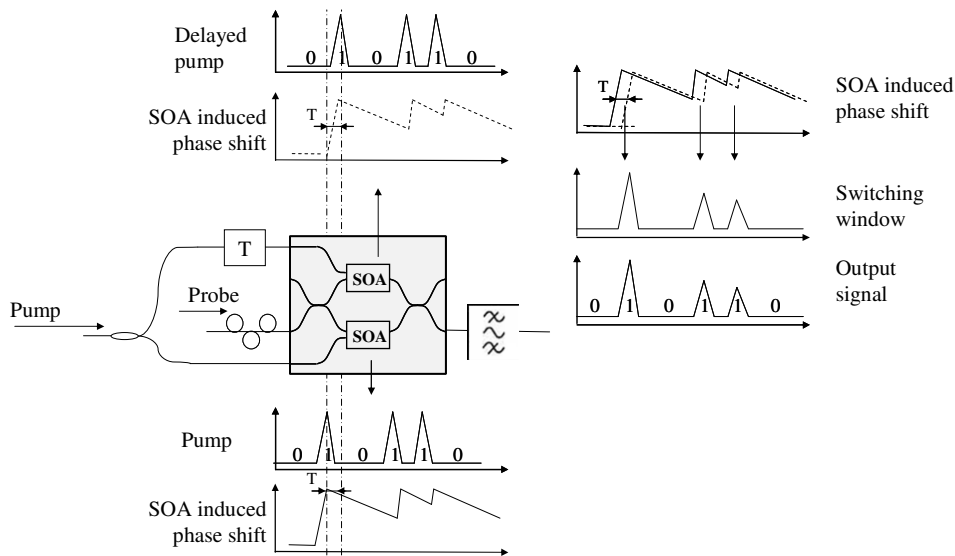 Delayed
pump
0 1 0 1 1 0
SOA induced
phase shift
T
T
SOA
Probe
Pump
SOA
Pump
0 1 0 1 1 0
T
SOA induced
phase shift
T
SOA induced
phase shift
Switching
window
Output
signal
0 1 0 1 1 0